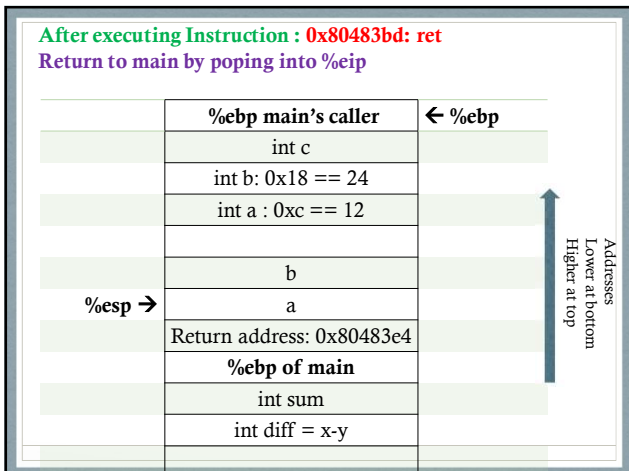 After executing Instruction : 0x80483bd: ret
Return to main by poping into %eip
%ebp main's caller
← %ebp
int c
int b: 0x18 == 24
int a : 0xc == 12
b
%esp →
a
Return address: 0x80483e4
%ebp of main
int sum
int diff = x-y
Addresses
Lower at bottom
Higher at top